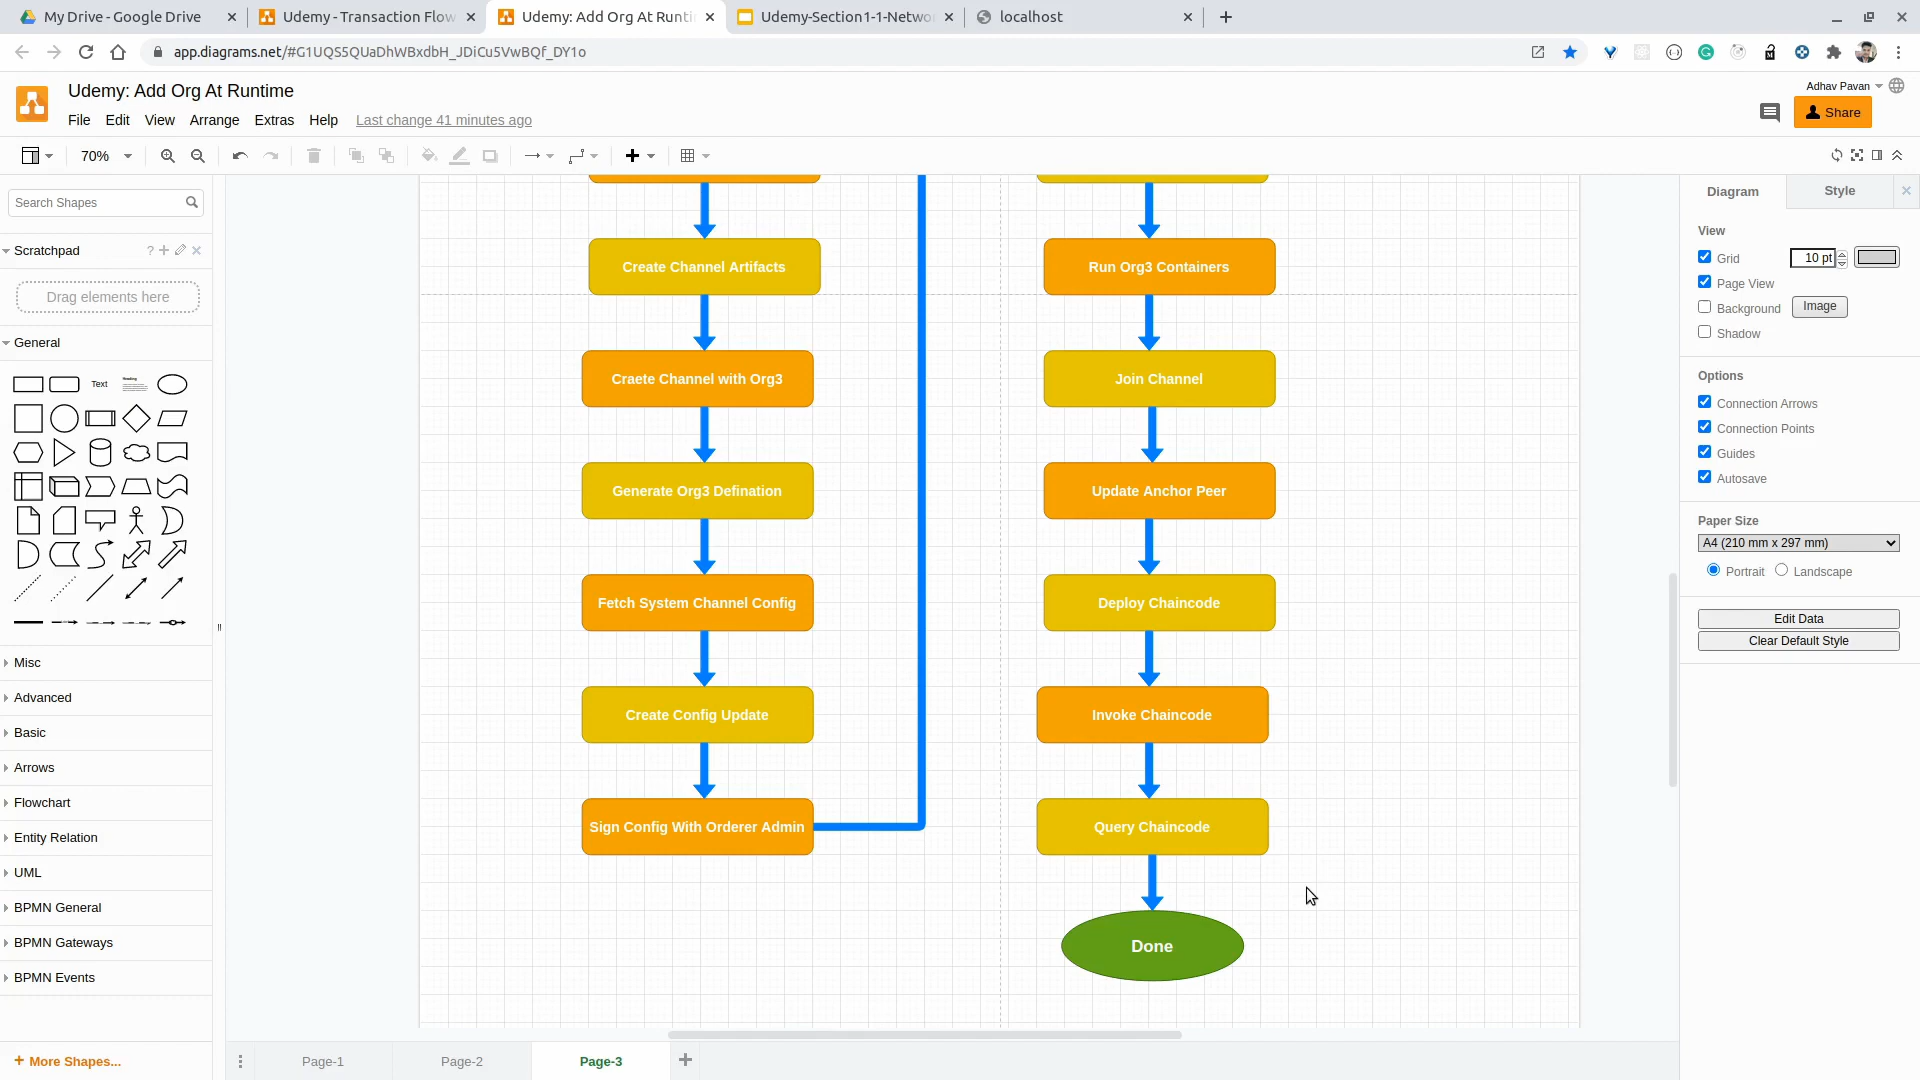 My Drive - Google Drive
Udemy - Transaction Flow
Udemy: Add Org At Runti
Udemy-Section1-1-Netwo
localhost
app.diagrams.net/#G1UQS5QUaDhWBxdbH_JDiCu5VwBQf_DY1o
Udemy: Add Org At Runtime
Adhav Pavan
File Edit View Arrange Extras Help Last change 41 minutes ago
Share
70%
Search Shapes
Scratchpad
?
Drag elements here
General
Text
Heading
Misc
Advanced
Basic
Arrows
Flowchart
Entity Relation
UML
BPMN General
BPMN Gateways
BPMN Events
+ More Shapes...
Create Channel Artifacts
Craete Channel with Org3
Generate Org3 Defination
Fetch System Channel Config
Create Config Update
Sign Config With Orderer Admin
Run Org3 Containers
Join Channel
Update Anchor Peer
Deploy Chaincode
Invoke Chaincode
Query Chaincode
Done
Page-1
Page-2
Page-3
Diagram
Style
View
Grid
10 pt
Page View
Background
Image
Shadow
Options
Connection Arrows
Connection Points
Guides
Autosave
Paper Size
A4 (210 mm x 297 mm)
Portrait
Landscape
Edit Data
Clear Default Style